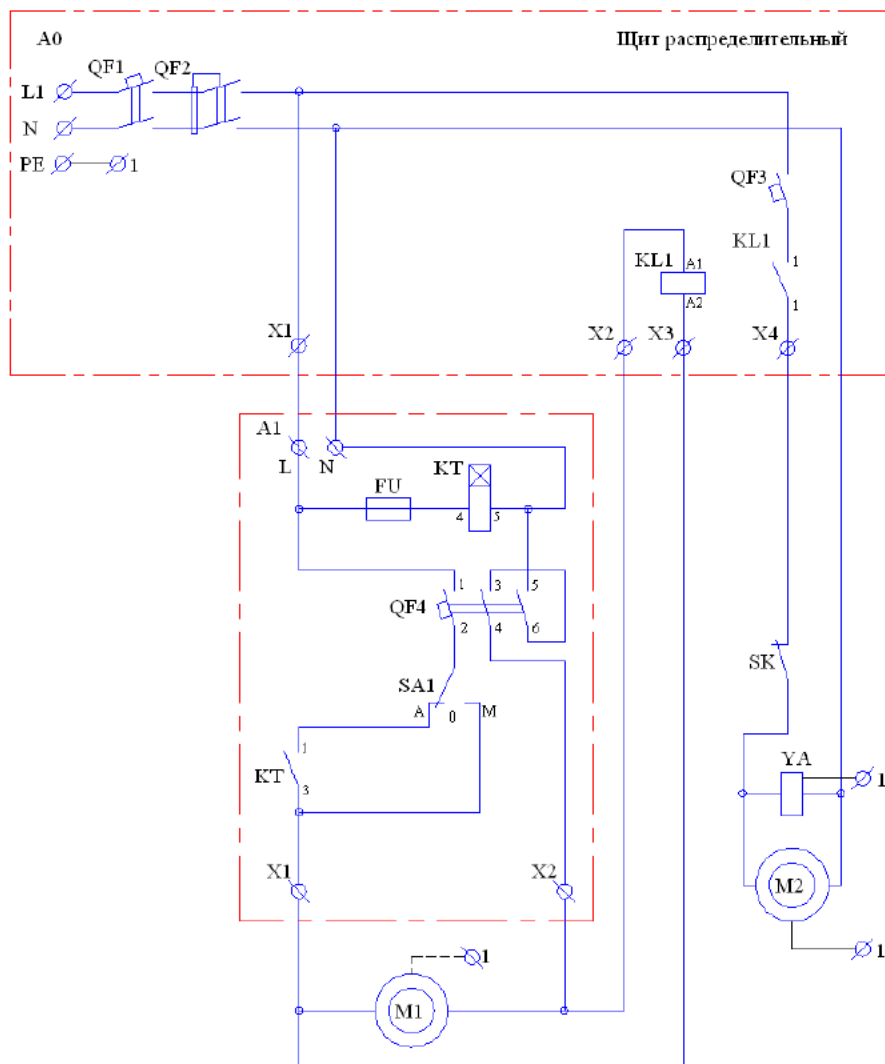 A0 Щит распределительный
QF1 QF2
L1
N
PE 1
QF3
KL1
KL1 A1 1
A2 1
X1 X2 X3 X4
A1
L N KT
FU
4 5
1 3 5
QF4
2 4 6
SK
SA1
A 0 M
1
KT
3
YA
1
X1 X2
M2
1
1
M1